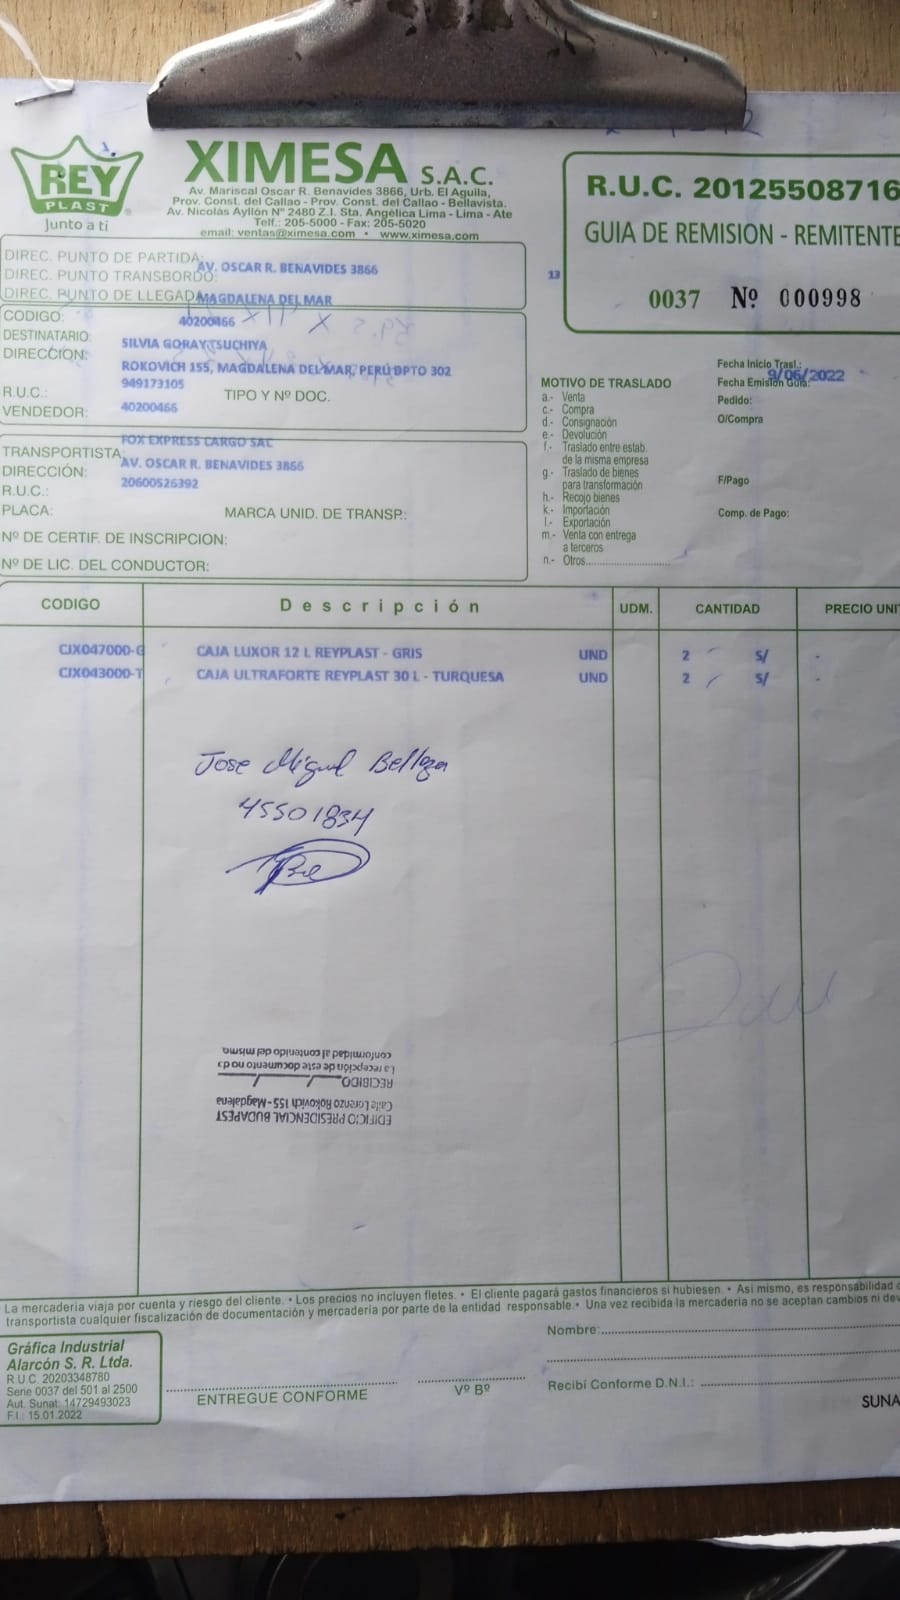 REY
PLAST
Junto a ti
XIMESA S.A.C.
Av. Mariscal Oscar R. Benavides 3866, Urb. El Aguila,
Prov. Const. del Callao - Prov. Const. del Callao - Bellavista.
Av. Nicolás Ayllón Nº 2480 Z.I. Sta. Angélica Lima - Lima - Ate
Telf.: 205-5000 - Fax: 205-5020
email: ventas@ximesa.com • www.ximesa.com
R.U.C. 20125508716
GUIA DE REMISION - REMITENTE
0037 Nº 000998
13
DIREC. PUNTO DE PARTIDA: AV. OSCAR R. BENAVIDES 3866
DIREC. PUNTO TRANSBORDO:
DIREC. PUNTO DE LLEGADA MAGDALENA DEL MAR
CODIGO: 40200466
DESTINATARIO: SILVIA GORAY TSUCHIYA
DIRECCION: ROKOVICH 155, MAGDALENA DEL MAR, PERÚ DPTO 302
949173105
R.U.C.: TIPO Y Nº DOC.
VENDEDOR: 40200466
TRANSPORTISTA: FOX EXPRESS CARGO SAC
DIRECCIÓN: AV. OSCAR R. BENAVIDES 3866
R.U.C.: 20600526392
PLACA: MARCA UNID. DE TRANSP.:
Nº DE CERTIF. DE INSCRIPCION:
Nº DE LIC. DEL CONDUCTOR:
MOTIVO DE TRASLADO
a.- Venta
c.- Compra
d.- Consignación
e.- Devolución
f.- Traslado entre estab.
de la misma empresa
g.- Traslado de bienes
para transformación
h.- Recojo bienes
k.- Importación
l.- Exportación
m.- Venta con entrega
a terceros
n.- Otros
Fecha Inicio Trasl.:
9/06/2022
Fecha Emisión Guía:
Pedido:
O/Compra
F/Pago
Comp. de Pago:
CODIGO Descripción UDM. CANTIDAD PRECIO UNI
CJX047000-G CAJA LUXOR 12 L REYPLAST - GRIS UND 2 S/ -
CJX043000-T CAJA ULTRAFORTE REYPLAST 30 L - TURQUESA UND 2 S/ -
Jose Miguel Belloza
45501834
EDIFICIO PRESIDENCIAL BUDAPEST
Calle Lorenzo Rokovich 155 - Magdalena
RECIBIDO ___/___/___
La recepción de este documento no da
conformidad al contenido del mismo.
La mercadería viaja por cuenta y riesgo del cliente. • Los precios no incluyen fletes. • El cliente pagará gastos financieros si hubiesen. • Así mismo, es responsabilidad
transportista cualquier fiscalización de documentación y mercadería por parte de la entidad responsable. • Una vez recibida la mercadería no se aceptan cambios ni
Gráfica Industrial
Alarcón S. R. Ltda.
R.U.C. 20203348780
Serie 0037 del 501 al 2500
Aut. Sunat: 14729493023
F.I.: 15.01.2022
ENTREGUE CONFORME
Vº Bº
Nombre:
Recibí Conforme D.N.I.:
SUNA